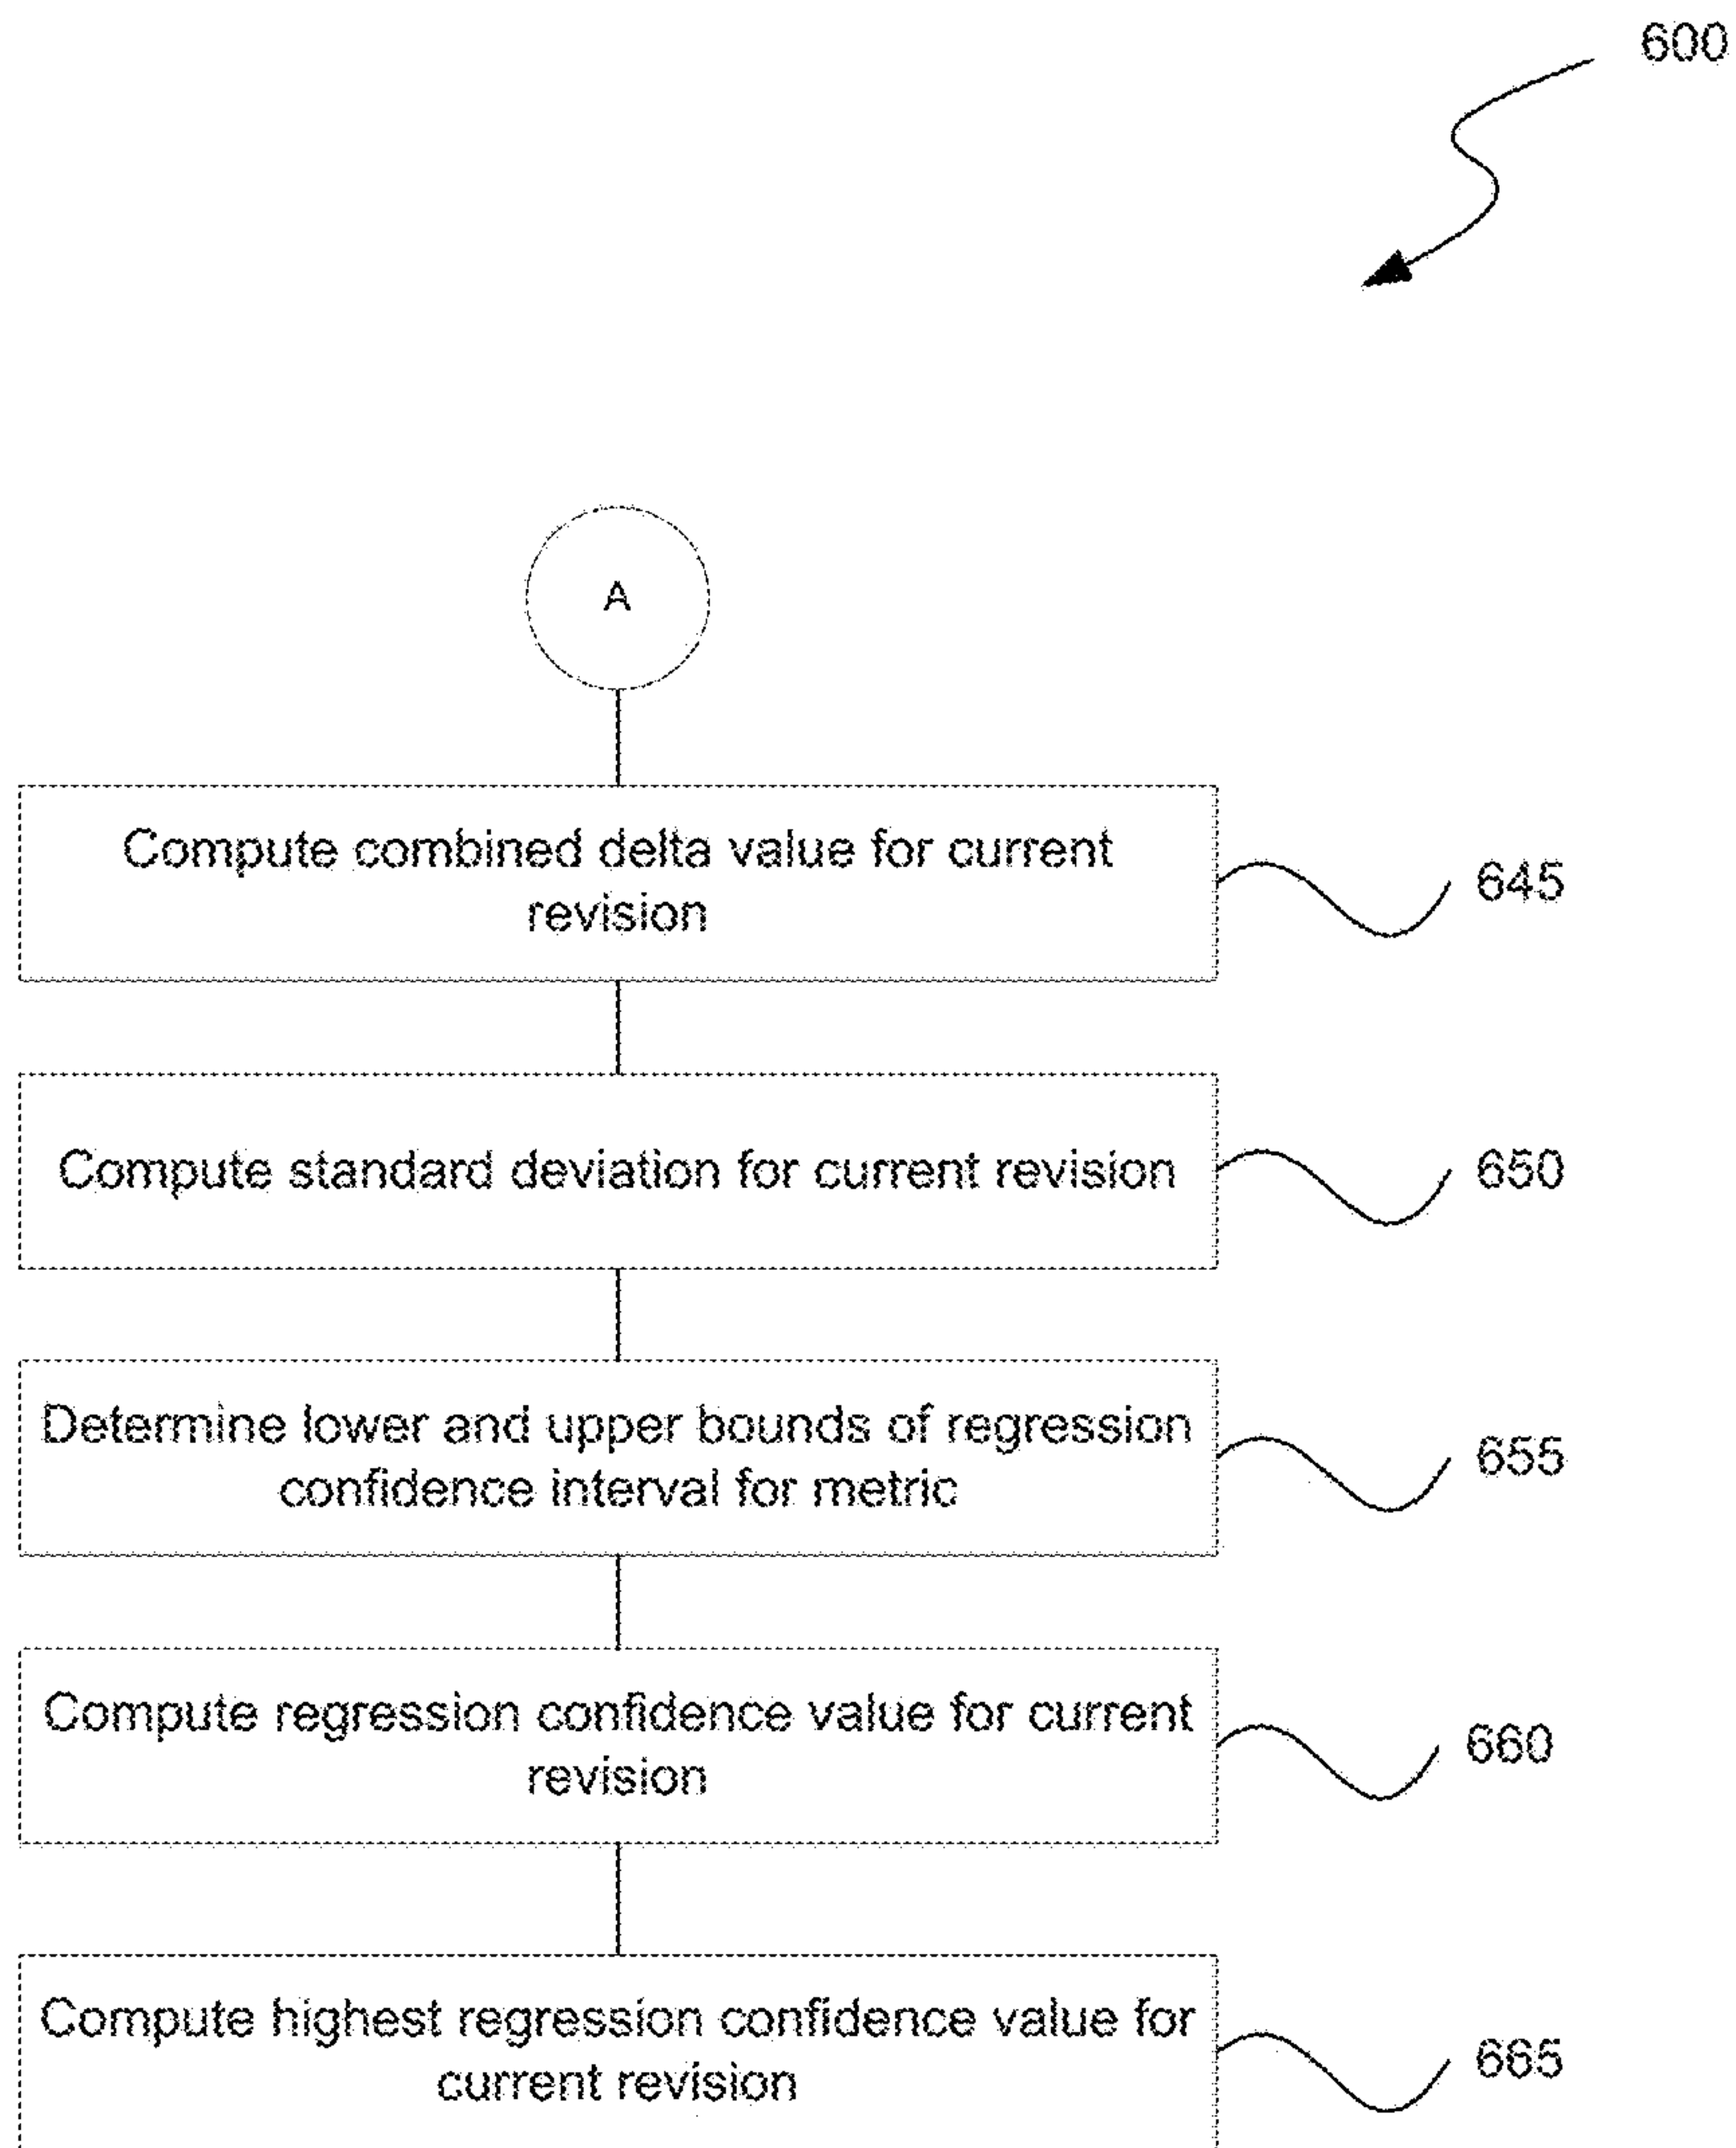 600
A
Compute combined delta value for current
revision
645
Compute standard deviation for current revision
650
Determine lower and upper bounds of regression
confidence interval for metric
655
Compute regression confidence value for current
revision
660
Compute highest regression confidence value for
current revision
665